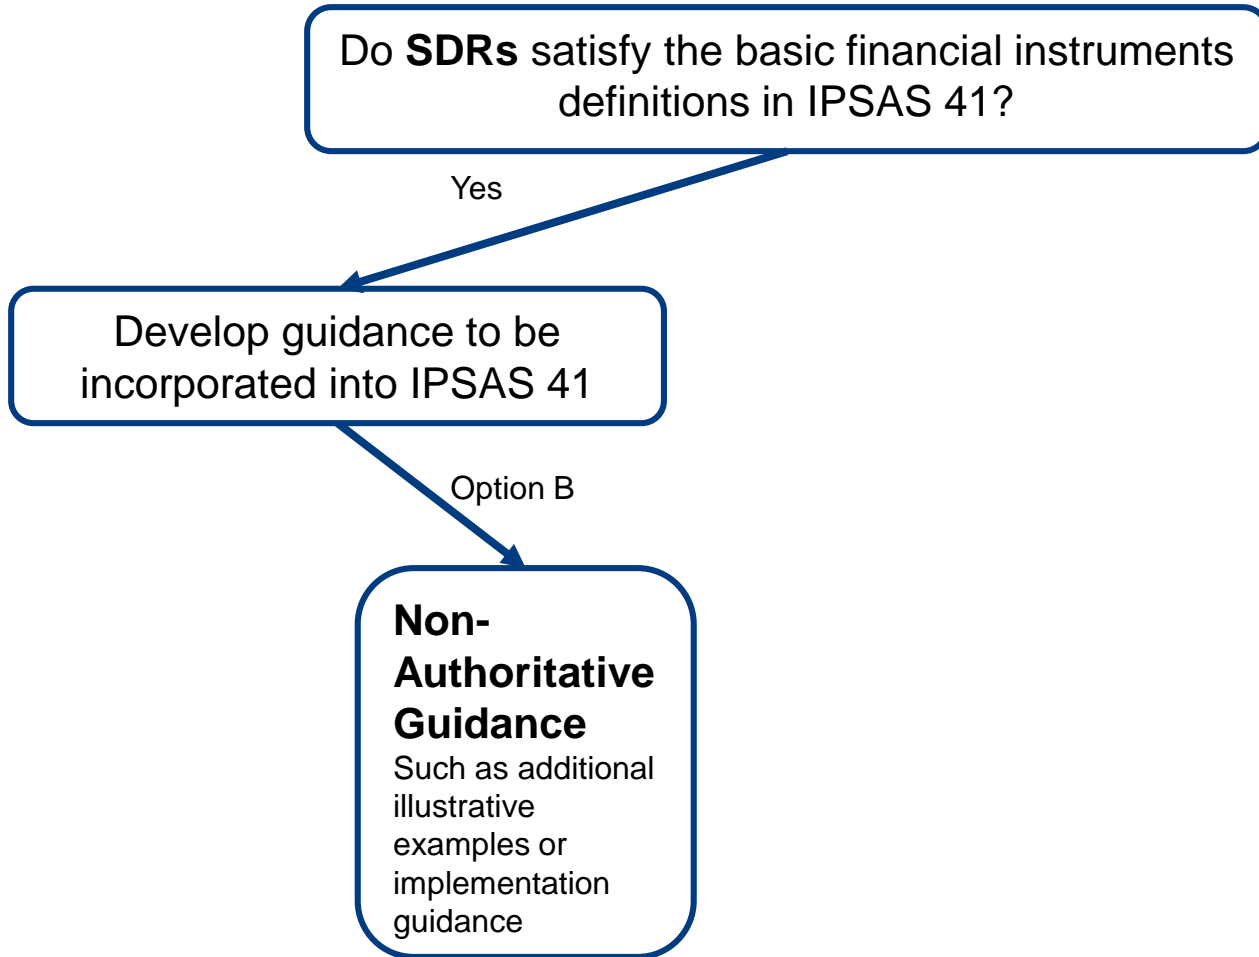 Do SDRs satisfy the basic financial instruments
definitions in IPSAS 41?
Yes
Develop guidance to be
incorporated into IPSAS 41
Option B
Non-
Authoritative
Guidance
Such as additional
illustrative
examples or
implementation
guidance